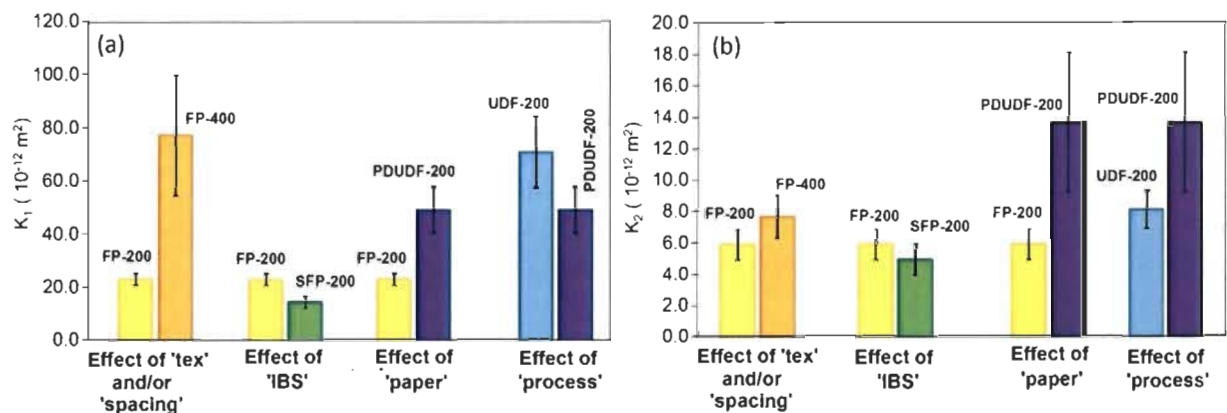 (a)
K1 ( 10-12 m2)
120.0
100.0
80.0
60.0
40.0
20.0
0.0
FP-200
FP-400
FP-200
SFP-200
FP-200
PDUDF-200
UDF-200
PDUDF-200
Effect of 'tex'
and/or
'spacing'
Effect of
'IBS'
Effect of
'paper'
Effect of
'process'
(b)
K2 ( 10-12 m2)
20.0
18.0
16.0
14.0
12.0
10.0
8.0
6.0
4.0
2.0
0.0
FP-200
FP-400
FP-200
SFP-200
FP-200
PDUDF-200
UDF-200
PDUDF-200
Effect of 'tex'
and/or
'spacing'
Effect of
'IBS'
Effect of
'paper'
Effect of
'process'